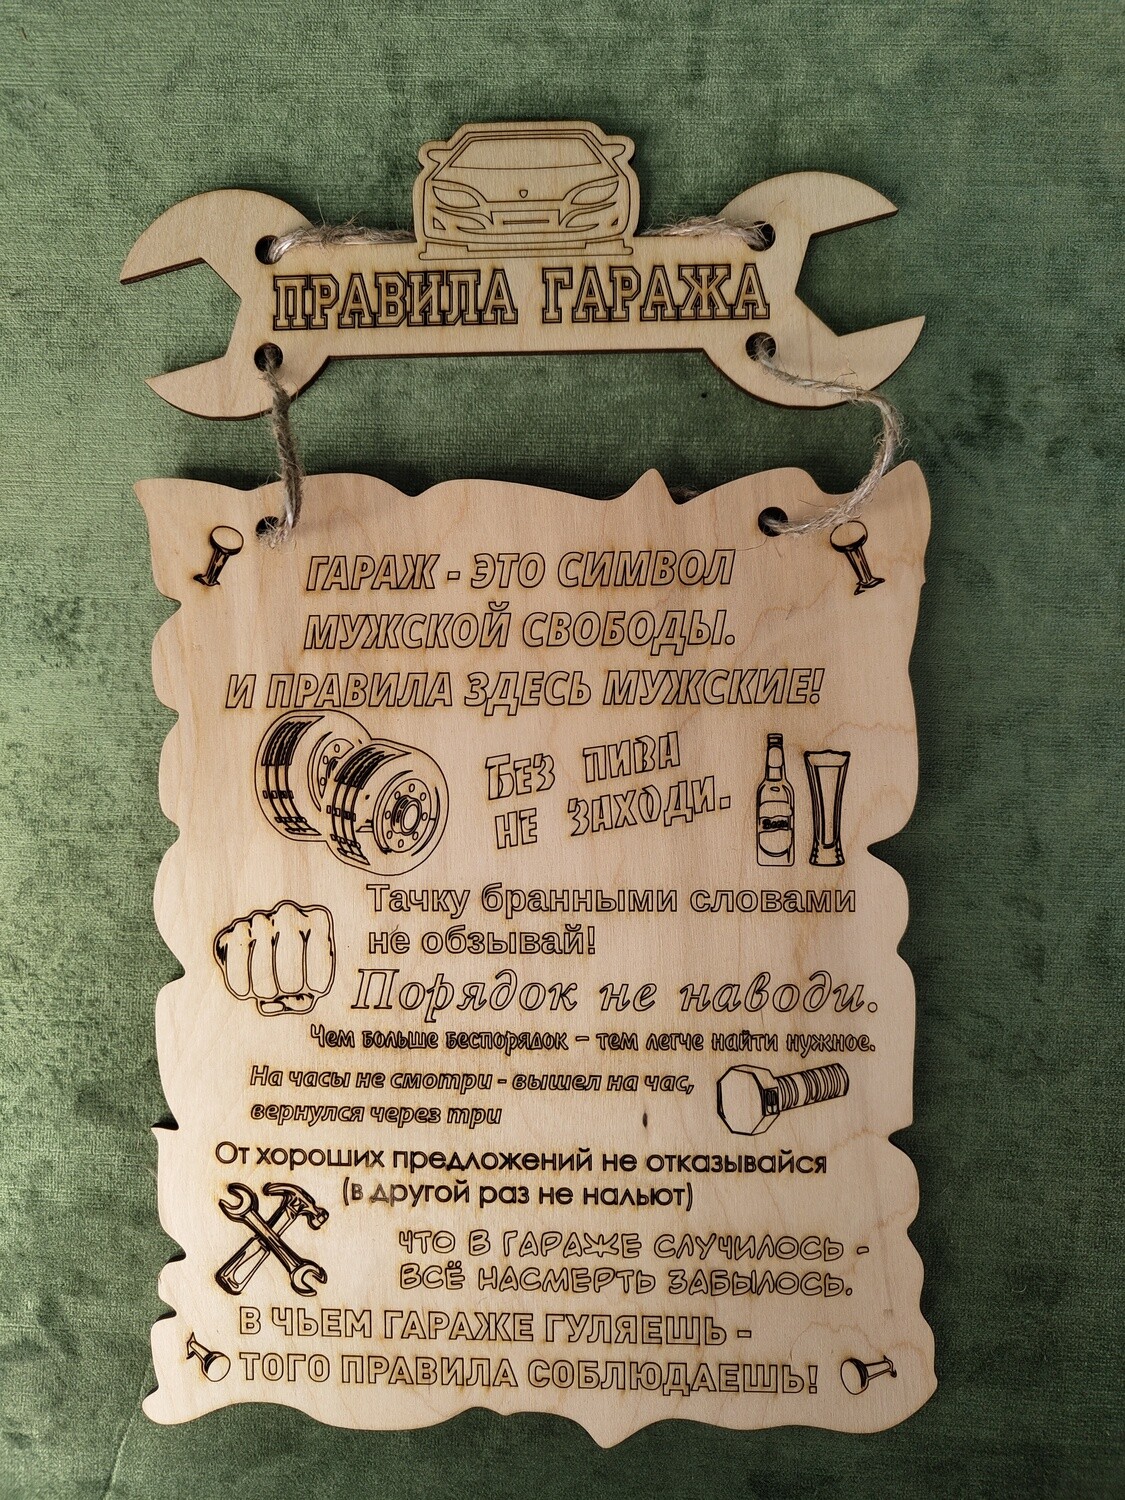 ПРАВИЛА ГАРАЖА
ГАРАЖ - ЭТО СИМВОЛ
МУЖСКОЙ СВОБОДЫ.
И ПРАВИЛА ЗДЕСЬ МУЖСКИЕ!
БЕЗ ПИВА
НЕ ЗАХОДИ.
Beer
Тачку бранными словами
не обзывай!
Порядок не наводи.
Чем больше беспорядок – тем легче найти нужное.
На часы не смотри - вышел на час,
вернулся через три
От хороших предложений не отказывайся
(в другой раз не нальют)
ЧТО В ГАРАЖЕ СЛУЧИЛОСЬ -
ВСЁ НАСМЕРТЬ ЗАБЫЛОСЬ.
В ЧЬЕМ ГАРАЖЕ ГУЛЯЕШЬ -
ТОГО ПРАВИЛА СОБЛЮДАЕШЬ!